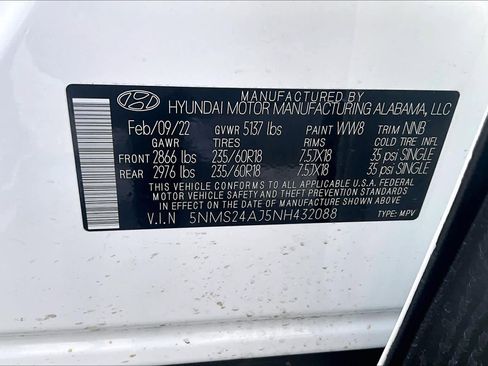 MANUFACTURED BY
HYUNDAI MOTOR MANUFACTURING ALABAMA, LLC
Feb/09/22 GVWR 5137 lbs PAINT WW8 TRIM NNB
GAWR TIRES RIMS COLD TIRE INFL
FRONT 2866 lbs 235/60R18 7.5JX18 35 psi SINGLE
REAR 2976 lbs 235/60R18 7.5JX18 35 psi SINGLE
THIS VEHICLE CONFORMS TO ALL APPLICABLE U.S.A. FEDERAL
MOTOR VEHICLE SAFETY AND THEFT PREVENTION STANDARDS
IN EFFECT ON THE DATE OF MANUFACTURE SHOWN ABOVE
V.I.N 5NMS24AJ5NH432088 TYPE: MPV